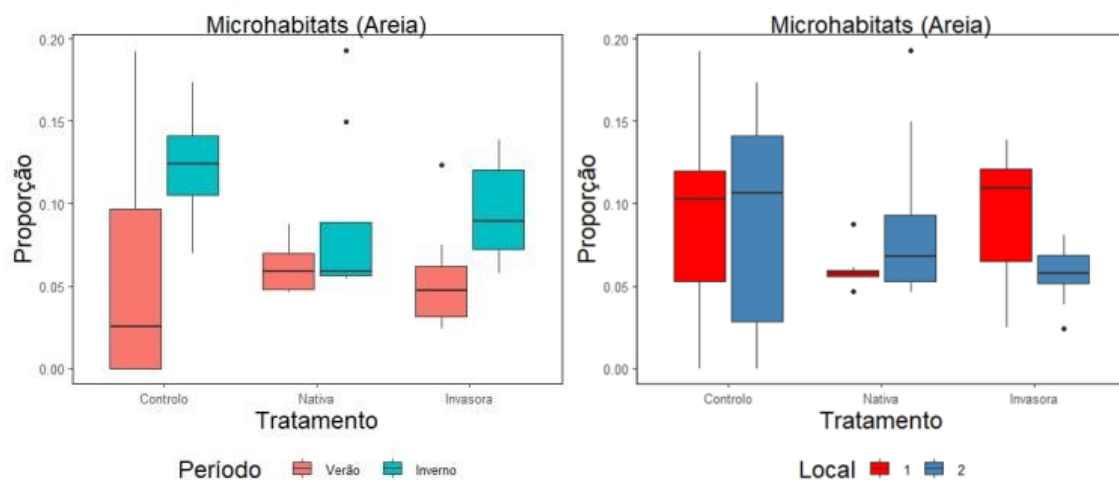 Microhabitats (Areia)
Proporção
0.20
0.15
0.10
0.05
0.00
Controlo Nativa Invasora
Tratamento
Período Verão Inverno
Microhabitats (Areia)
Proporção
0.20
0.15
0.10
0.05
0.00
Controlo Nativa Invasora
Tratamento
Local 1 2